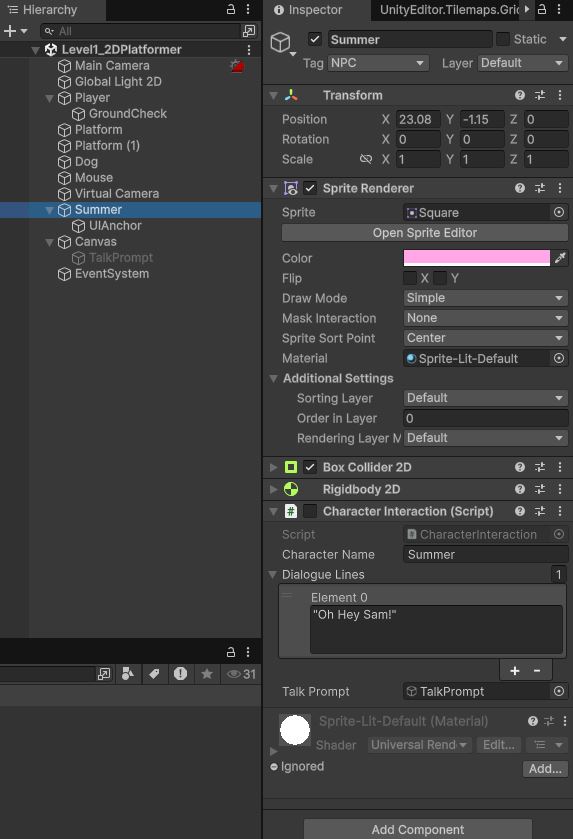 Hierarchy
All
Level1_2DPlatformer
Main Camera
Global Light 2D
Player
GroundCheck
Platform
Platform (1)
Dog
Mouse
Virtual Camera
Summer
UIAnchor
Canvas
TalkPrompt
EventSystem
31
Inspector
UnityEditor.Tilemaps.Grid
Summer
Static
Tag NPC Layer Default
Transform
Position X 23.08 Y -1.15 Z 0
Rotation X 0 Y 0 Z 0
Scale X 1 Y 1 Z 1
Sprite Renderer
Sprite Square
Open Sprite Editor
Color
Flip X Y
Draw Mode Simple
Mask Interaction None
Sprite Sort Point Center
Material Sprite-Lit-Default
Additional Settings
Sorting Layer Default
Order in Layer 0
Rendering Layer M Default
Box Collider 2D
Rigidbody 2D
# Character Interaction (Script)
Script # CharacterInteraction
Character Name Summer
Dialogue Lines 1
Element 0
"Oh Hey Sam!"
+ -
Talk Prompt TalkPrompt
Sprite-Lit-Default (Material)
Shader Universal Rend Edit...
Ignored
Add...
Add Component